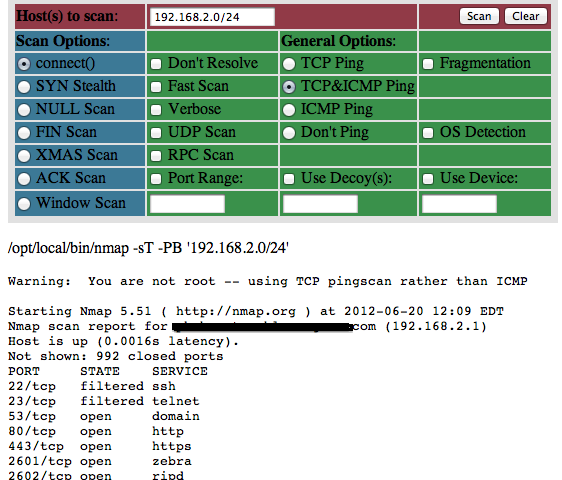 Host(s) to scan: 192.168.2.0/24 Scan Clear
Scan Options: General Options:
connect() Don't Resolve TCP Ping Fragmentation
SYN Stealth Fast Scan TCP&ICMP Ping
NULL Scan Verbose ICMP Ping
FIN Scan UDP Scan Don't Ping OS Detection
XMAS Scan RPC Scan
ACK Scan Port Range: Use Decoy(s): Use Device:
Window Scan
/opt/local/bin/nmap -sT -PB '192.168.2.0/24'
Warning:  You are not root -- using TCP pingscan rather than ICMP
Starting Nmap 5.51 ( http://nmap.org ) at 2012-06-20 12:09 EDT
Nmap scan report for .com (192.168.2.1)
Host is up (0.0016s latency).
Not shown: 992 closed ports
PORT     STATE    SERVICE
22/tcp   filtered ssh
23/tcp   filtered telnet
53/tcp   open     domain
80/tcp   open     http
443/tcp  open     https
2601/tcp open     zebra
2602/tcp open     ripd